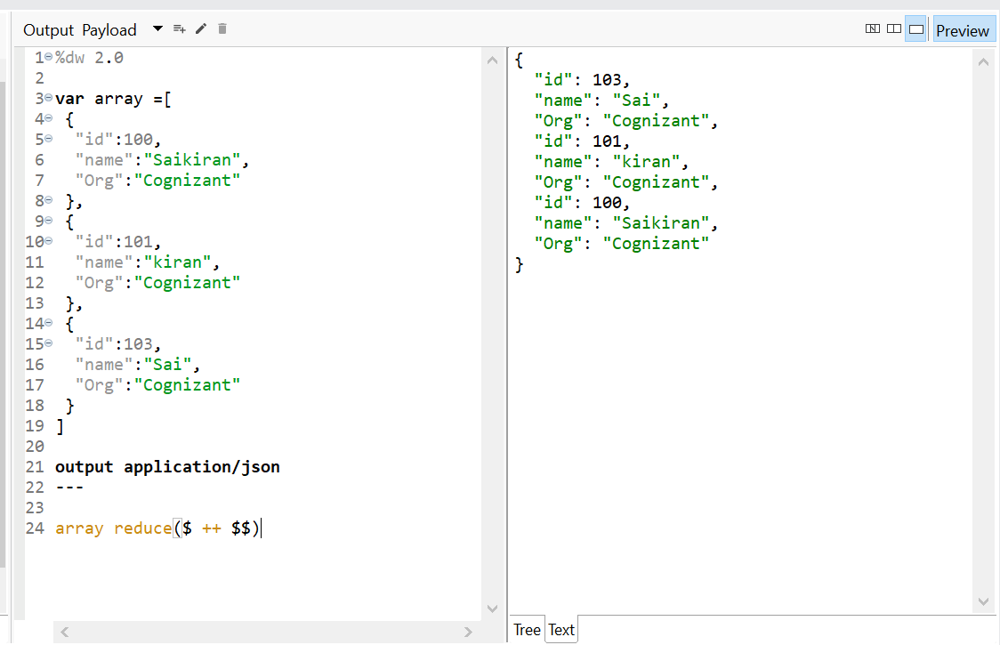 Output Payload
Preview
1 %dw 2.0
2
3 var array =[
4 {
5 "id":100,
6 "name":"Saikiran",
7 "Org":"Cognizant"
8 },
9 {
10 "id":101,
11 "name":"kiran",
12 "Org":"Cognizant"
13 },
14 {
15 "id":103,
16 "name":"Sai",
17 "Org":"Cognizant"
18 }
19 ]
20
21 output application/json
22 ---
23
24 array reduce($ ++ $$)
{
"id": 103,
"name": "Sai",
"Org": "Cognizant",
"id": 101,
"name": "kiran",
"Org": "Cognizant",
"id": 100,
"name": "Saikiran",
"Org": "Cognizant"
}
Tree Text